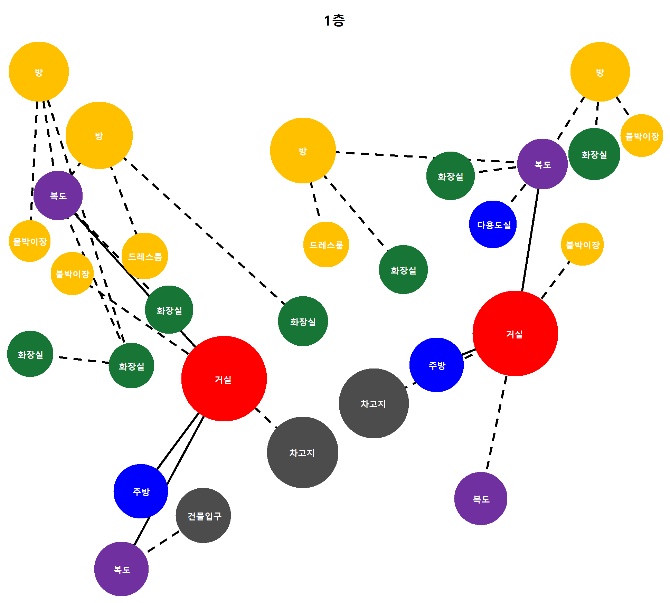 1층
방
방
방
붙박이장
방
화장실
복도
화장실
복도
다용도실
붙박이장
드레스룸
붙박이장
드레스룸
붙박이장
화장실
화장실
화장실
거실
화장실
화장실
주방
거실
차고지
차고지
주방
복도
건물입구
복도